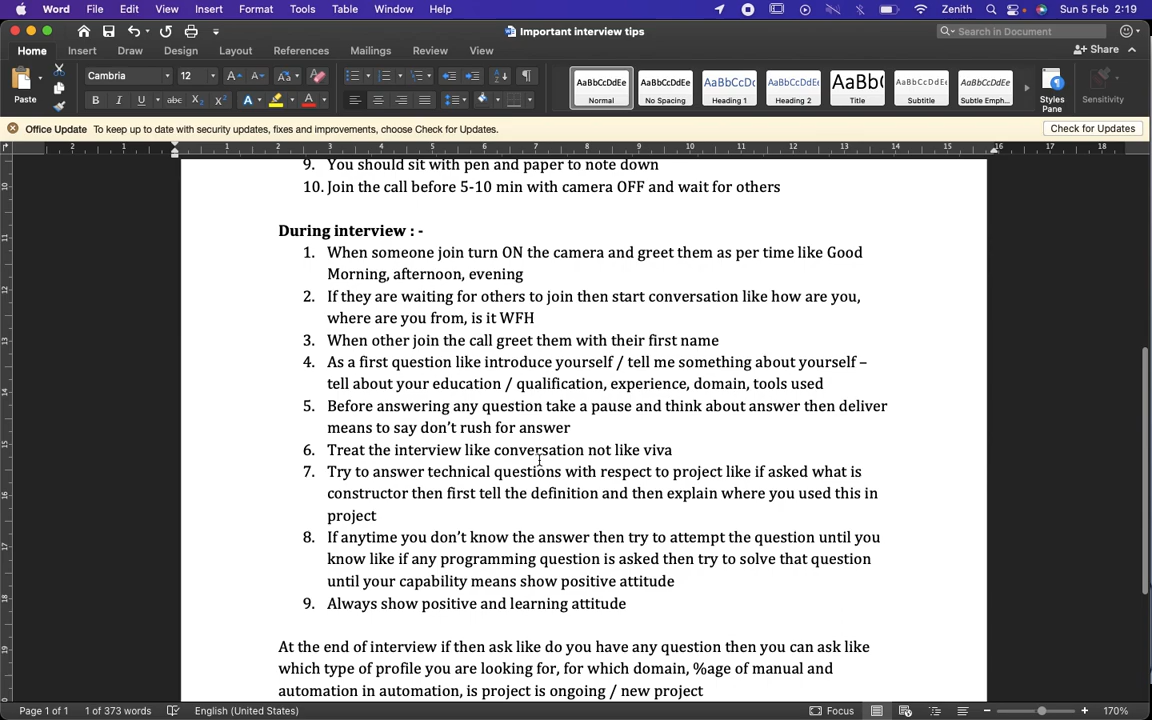 Word File Edit View Insert Format Tools Table Window Help Zenith Sun 5 Feb 2:19
Important interview tips Search in Document
Home Insert Draw Design Layout References Mailings Review View Share
Paste Cambria 12 AaBbCcDdEe AaBbCcDdEe AaBbCcDc AaBbCcDdEe AaBb( AaBbCcDdEe AaBbCcDdEe
Normal No Spacing Heading 1 Heading 2 Title Subtitle Subtle Emph... Styles Pane Sensitivity
Office Update To keep up to date with security updates, fixes and improvements, choose Check for Updates. Check for Updates
9. You should sit with pen and paper to note down
10. Join the call before 5-10 min with camera OFF and wait for others
During interview : -
1. When someone join turn ON the camera and greet them as per time like Good
Morning, afternoon, evening
2. If they are waiting for others to join then start conversation like how are you,
where are you from, is it WFH
3. When other join the call greet them with their first name
4. As a first question like introduce yourself / tell me something about yourself –
tell about your education / qualification, experience, domain, tools used
5. Before answering any question take a pause and think about answer then deliver
means to say don’t rush for answer
6. Treat the interview like conversation not like viva
7. Try to answer technical questions with respect to project like if asked what is
constructor then first tell the definition and then explain where you used this in
project
8. If anytime you don’t know the answer then try to attempt the question until you
know like if any programming question is asked then try to solve that question
until your capability means show positive attitude
9. Always show positive and learning attitude
At the end of interview if then ask like do you have any question then you can ask like
which type of profile you are looking for, for which domain, %age of manual and
automation in automation, is project is ongoing / new project
Page 1 of 1 1 of 373 words English (United States) Focus 170%